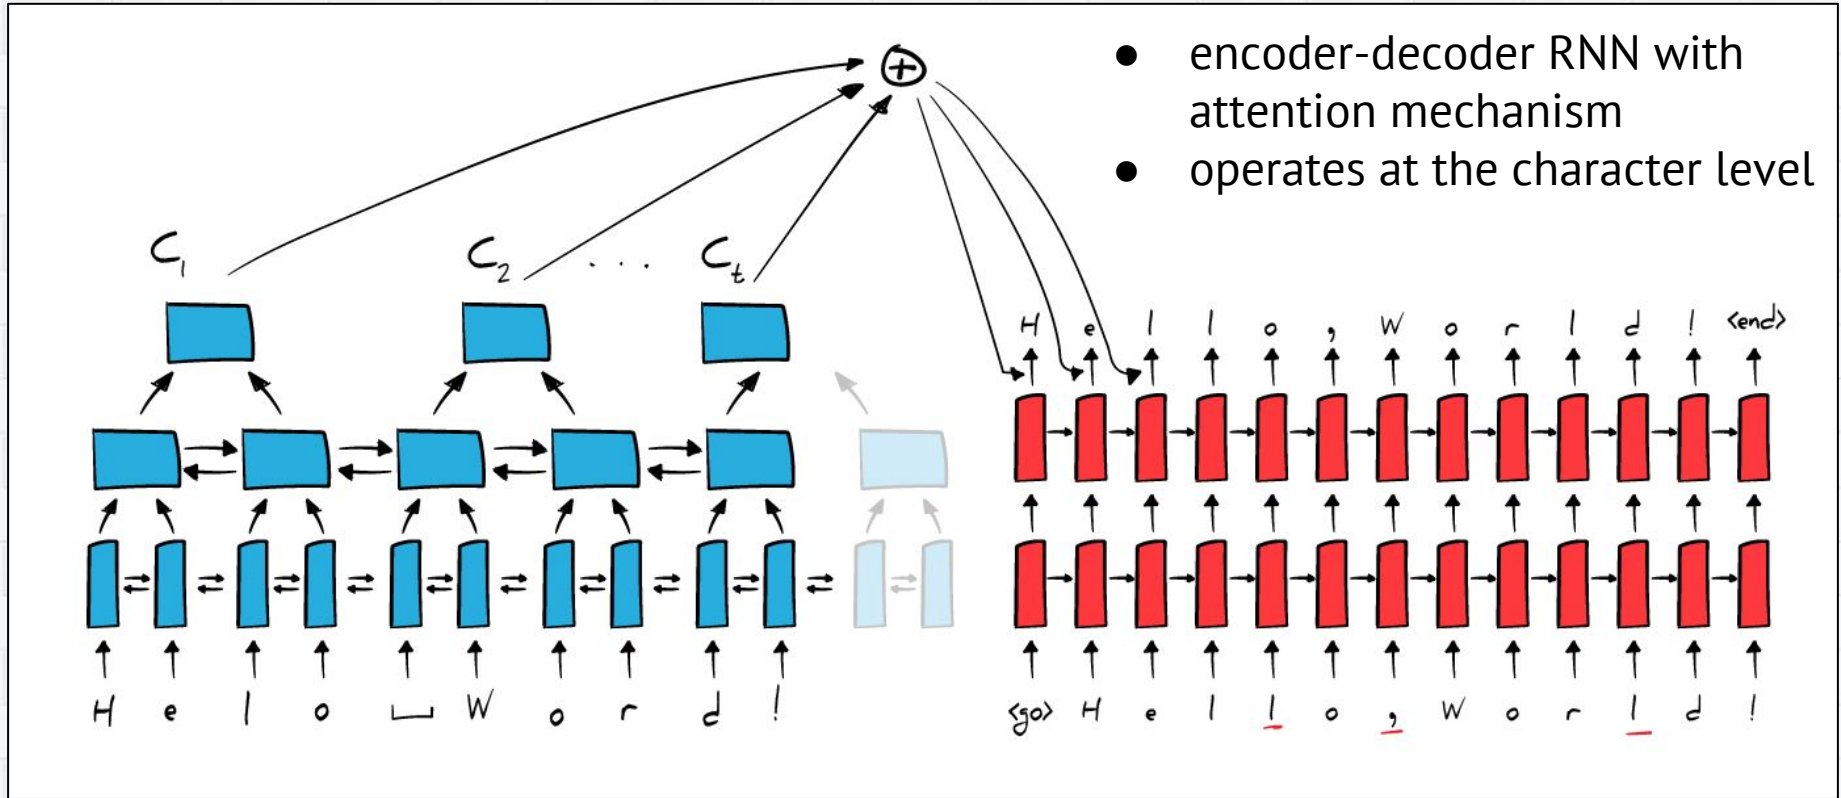 ● encoder-decoder RNN with
attention mechanism
● operates at the character level
+
C1 C2 . . . Ct
H e l l o , W o r l d ! <end>
H e l o ⎵ W o r d !
<go> H e l l o , W o r l d !